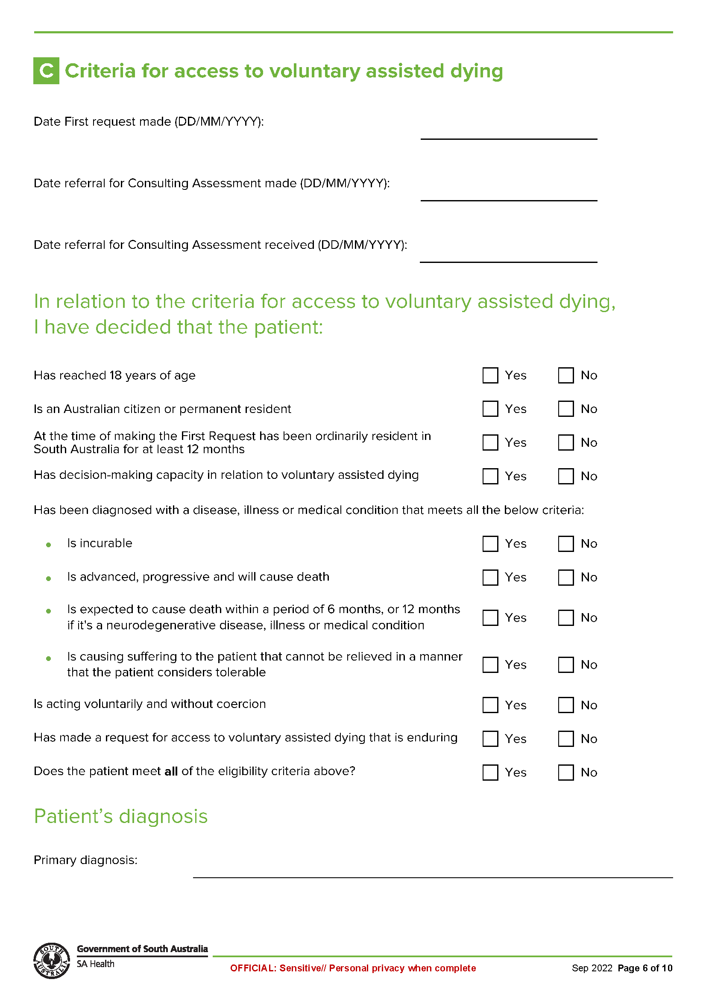 C Criteria for access to voluntary assisted dying
Date First request made (DD/MM/YYYY):
Date referral for Consulting Assessment made (DD/MM/YYYY):
Date referral for Consulting Assessment received (DD/MM/YYYY):
In relation to the criteria for access to voluntary assisted dying,
I have decided that the patient:
Has reached 18 years of age Yes No
Is an Australian citizen or permanent resident Yes No
At the time of making the First Request has been ordinarily resident in
South Australia for at least 12 months Yes No
Has decision-making capacity in relation to voluntary assisted dying Yes No
Has been diagnosed with a disease, illness or medical condition that meets all the below criteria:
• Is incurable Yes No
• Is advanced, progressive and will cause death Yes No
• Is expected to cause death within a period of 6 months, or 12 months
if it's a neurodegenerative disease, illness or medical condition Yes No
• Is causing suffering to the patient that cannot be relieved in a manner
that the patient considers tolerable Yes No
Is acting voluntarily and without coercion Yes No
Has made a request for access to voluntary assisted dying that is enduring Yes No
Does the patient meet all of the eligibility criteria above? Yes No
Patient's diagnosis
Primary diagnosis:
SOUTH AUSTRALIA
Government of South Australia
SA Health
OFFICIAL: Sensitive// Personal privacy when complete
Sep 2022 Page 6 of 10